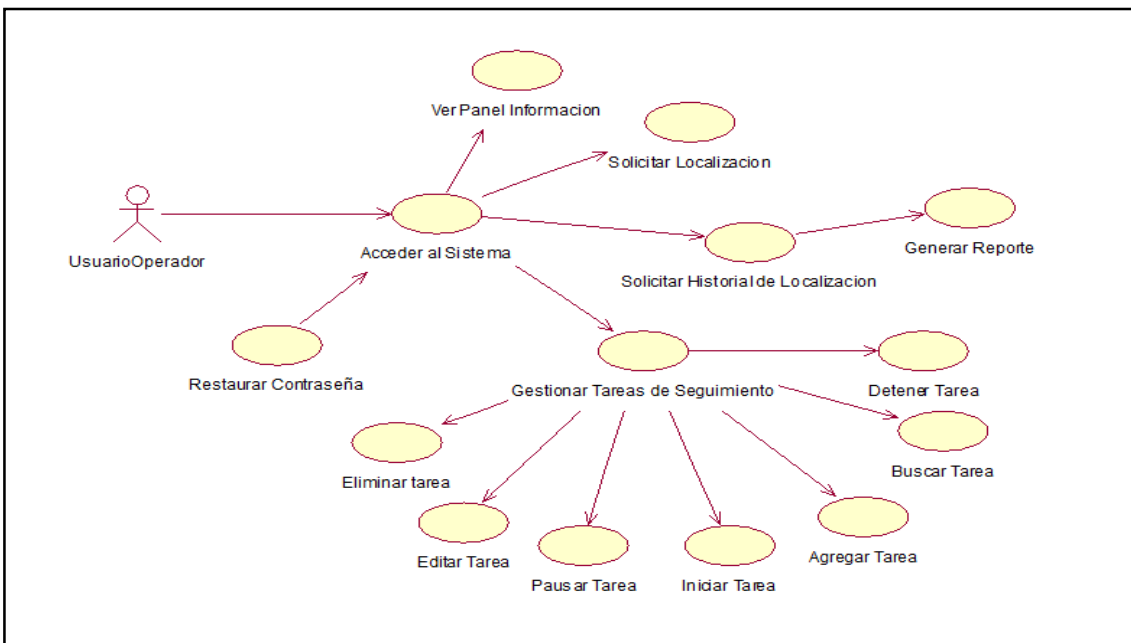 Ver Panel Informacion
Solicitar Localizacion
UsuarioOperador
Acceder al Sistema
Solicitar Historial de Localizacion
Generar Reporte
Restaurar Contraseña
Gestionar Tareas de Seguimiento
Detener Tarea
Eliminar tarea
Buscar Tarea
Editar Tarea
Pausar Tarea
Iniciar Tarea
Agregar Tarea